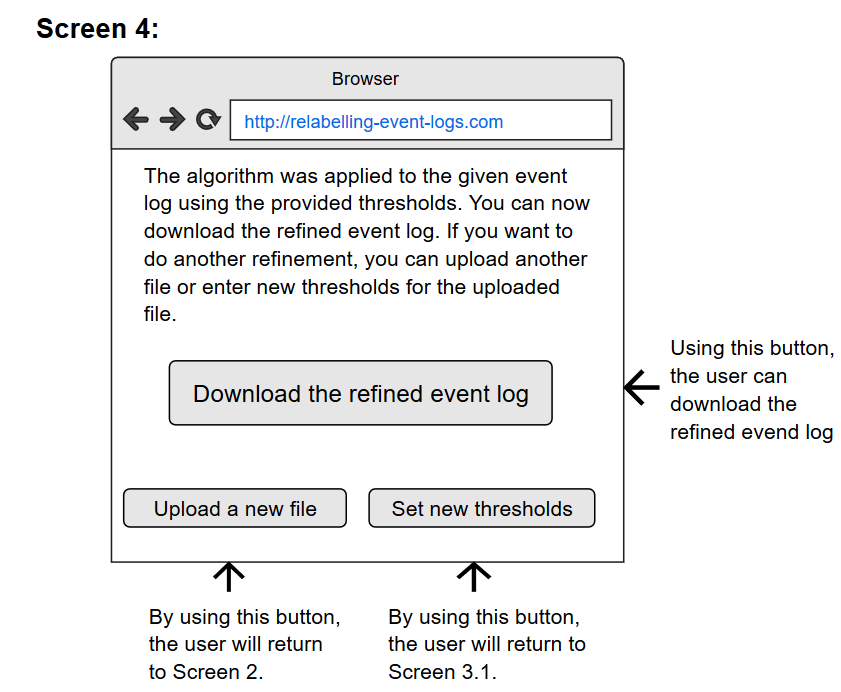 Screen 4:
Browser
http://relabelling-event-logs.com
The algorithm was applied to the given event
log using the provided thresholds. You can now
download the refined event log. If you want to
do another refinement, you can upload another
file or enter new thresholds for the uploaded
file.
Download the refined event log
Using this button,
the user can
download the
refined evend log
Upload a new file
Set new thresholds
By using this button,
the user will return
to Screen 2.
By using this button,
the user will return to
Screen 3.1.